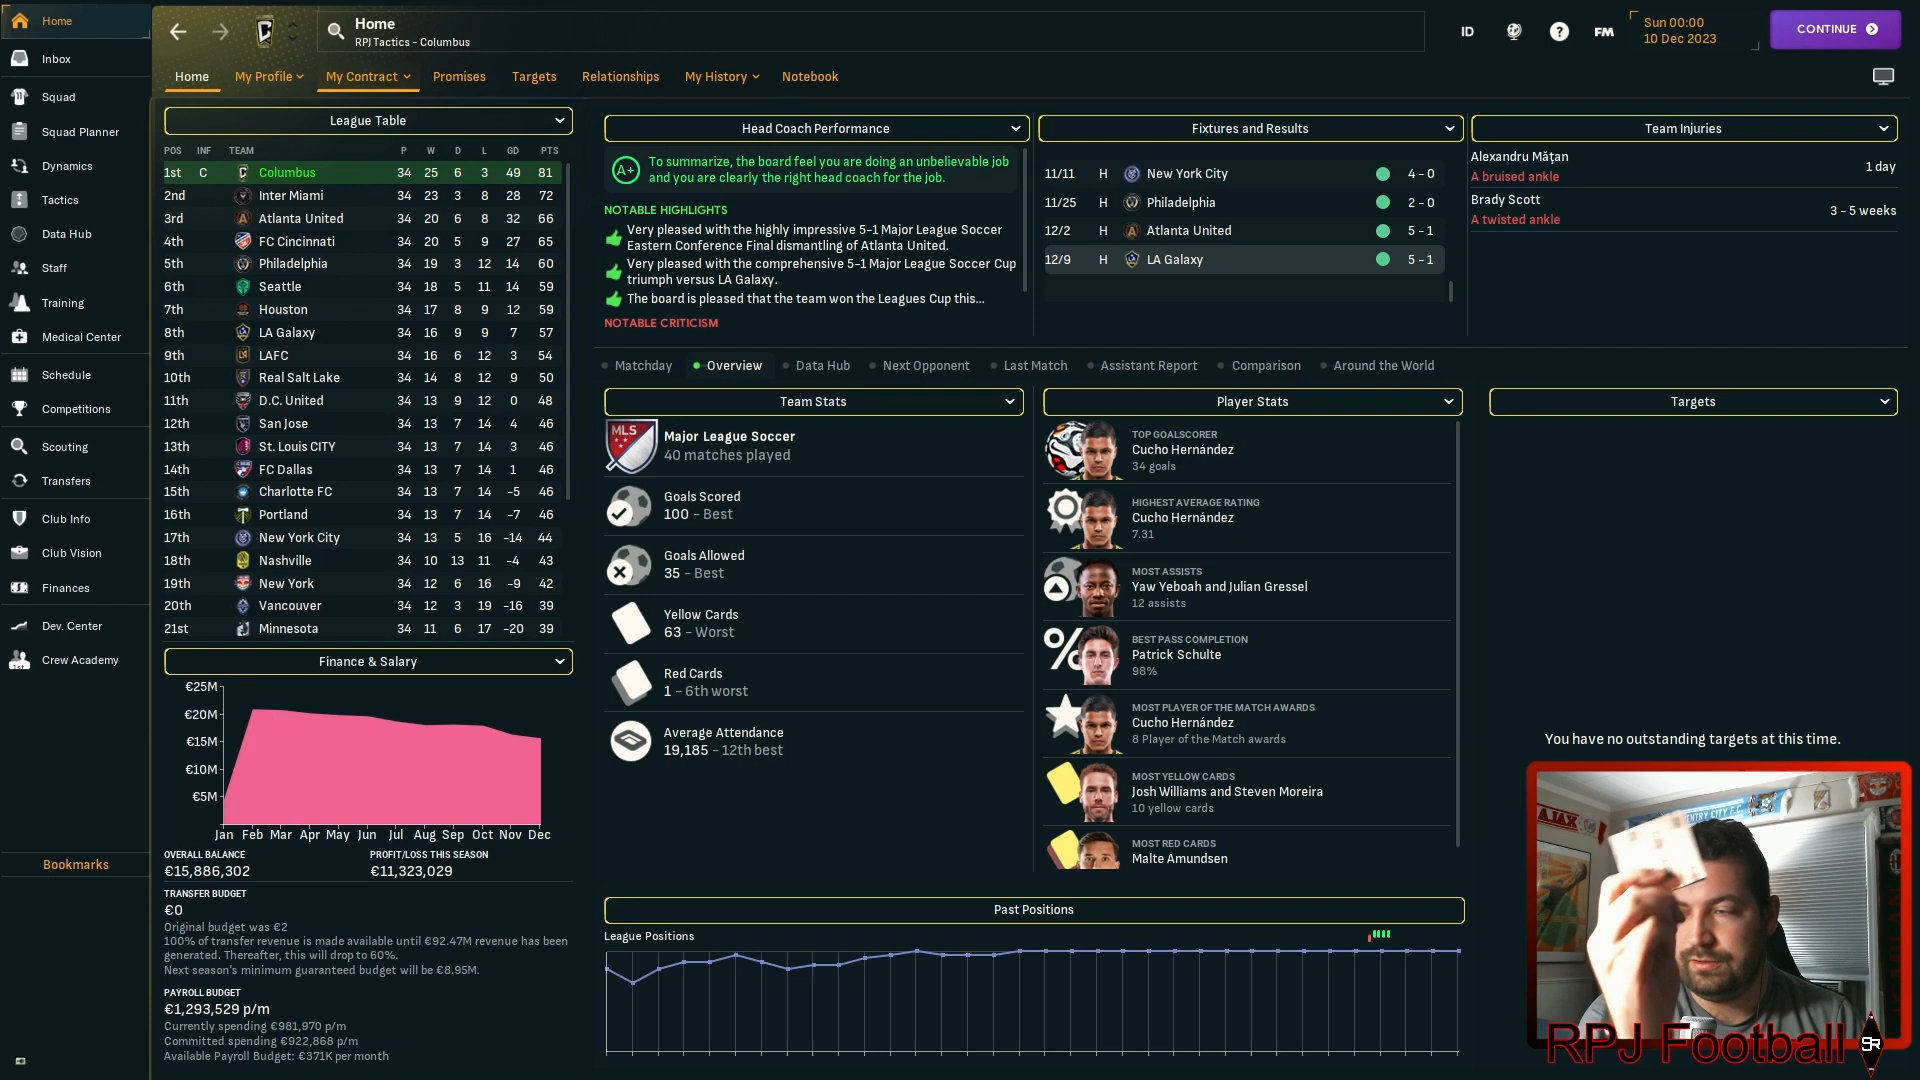 Home
Inbox
Squad
Squad Planner
Dynamics
Tactics
Data Hub
Staff
Training
Medical Center
Schedule
Competitions
Scouting
Transfers
Club Info
Club Vision
Finances
Dev. Center
Crew Academy
Bookmarks
Home
RPJ Tactics - Columbus
ID
?
FM
Sun 00:00
10 Dec 2023
CONTINUE
Home My Profile My Contract Promises Targets Relationships My History Notebook
League Table
POS INF TEAM P W D L GD PTS
1st C Columbus 34 25 6 3 49 81
2nd Inter Miami 34 23 3 8 28 72
3rd Atlanta United 34 20 6 8 32 66
4th FC Cincinnati 34 20 5 9 27 65
5th Philadelphia 34 19 3 12 14 60
6th Seattle 34 18 5 11 14 59
7th Houston 34 17 8 9 12 59
8th LA Galaxy 34 16 9 9 7 57
9th LAFC 34 16 6 12 3 54
10th Real Salt Lake 34 14 8 12 9 50
11th D.C. United 34 13 9 12 0 48
12th San Jose 34 13 7 14 4 46
13th St. Louis CITY 34 13 7 14 3 46
14th FC Dallas 34 13 7 14 1 46
15th Charlotte FC 34 13 7 14 -5 46
16th Portland 34 13 7 14 -7 46
17th New York City 34 13 5 16 -14 44
18th Nashville 34 10 13 11 -4 43
19th New York 34 12 6 16 -9 42
20th Vancouver 34 12 3 19 -16 39
21st Minnesota 34 11 6 17 -20 39
Finance & Salary
€25M
€20M
€15M
€10M
€5M
Jan Feb Mar Apr May Jun Jul Aug Sep Oct Nov Dec
OVERALL BALANCE PROFIT/LOSS THIS SEASON
€15,886,302 €11,323,029
TRANSFER BUDGET
€0
Original budget was €2
100% of transfer revenue is made available until €92.47M revenue has been
generated. Thereafter, this will drop to 60%.
Next season's minimum guaranteed budget will be €8.95M.
PAYROLL BUDGET
€1,293,529 p/m
Currently spending €981,970 p/m
Committed spending €922,868 p/m
Available Payroll Budget: €371K per month
Head Coach Performance
A+
To summarize, the board feel you are doing an unbelievable job
and you are clearly the right head coach for the job.
NOTABLE HIGHLIGHTS
Very pleased with the highly impressive 5-1 Major League Soccer
Eastern Conference Final dismantling of Atlanta United.
Very pleased with the comprehensive 5-1 Major League Soccer Cup
triumph versus LA Galaxy.
The board is pleased that the team won the Leagues Cup this...
NOTABLE CRITICISM
Fixtures and Results
11/11 H New York City 4 - 0
11/25 H Philadelphia 2 - 0
12/2 H Atlanta United 5 - 1
12/9 H LA Galaxy 5 - 1
Team Injuries
Alexandru Mățan
A bruised ankle
1 day
Brady Scott
A twisted ankle
3 - 5 weeks
Matchday Overview Data Hub Next Opponent Last Match Assistant Report Comparison Around the World
Team Stats
MLS
Major League Soccer
40 matches played
Goals Scored
100 - Best
Goals Allowed
35 - Best
Yellow Cards
63 - Worst
Red Cards
1 - 6th worst
Average Attendance
19,185 - 12th best
Player Stats
TOP GOALSCORER
Cucho Hernández
34 goals
HIGHEST AVERAGE RATING
Cucho Hernández
7.31
MOST ASSISTS
Yaw Yeboah and Julian Gressel
12 assists
%
BEST PASS COMPLETION
Patrick Schulte
98%
MOST PLAYER OF THE MATCH AWARDS
Cucho Hernández
8 Player of the Match awards
MOST YELLOW CARDS
Josh Williams and Steven Moreira
10 yellow cards
MOST RED CARDS
Malte Amundsen
Targets
You have no outstanding targets at this time.
Past Positions
League Positions
AJAX
ENTRY CITY F.C
RPJ Football